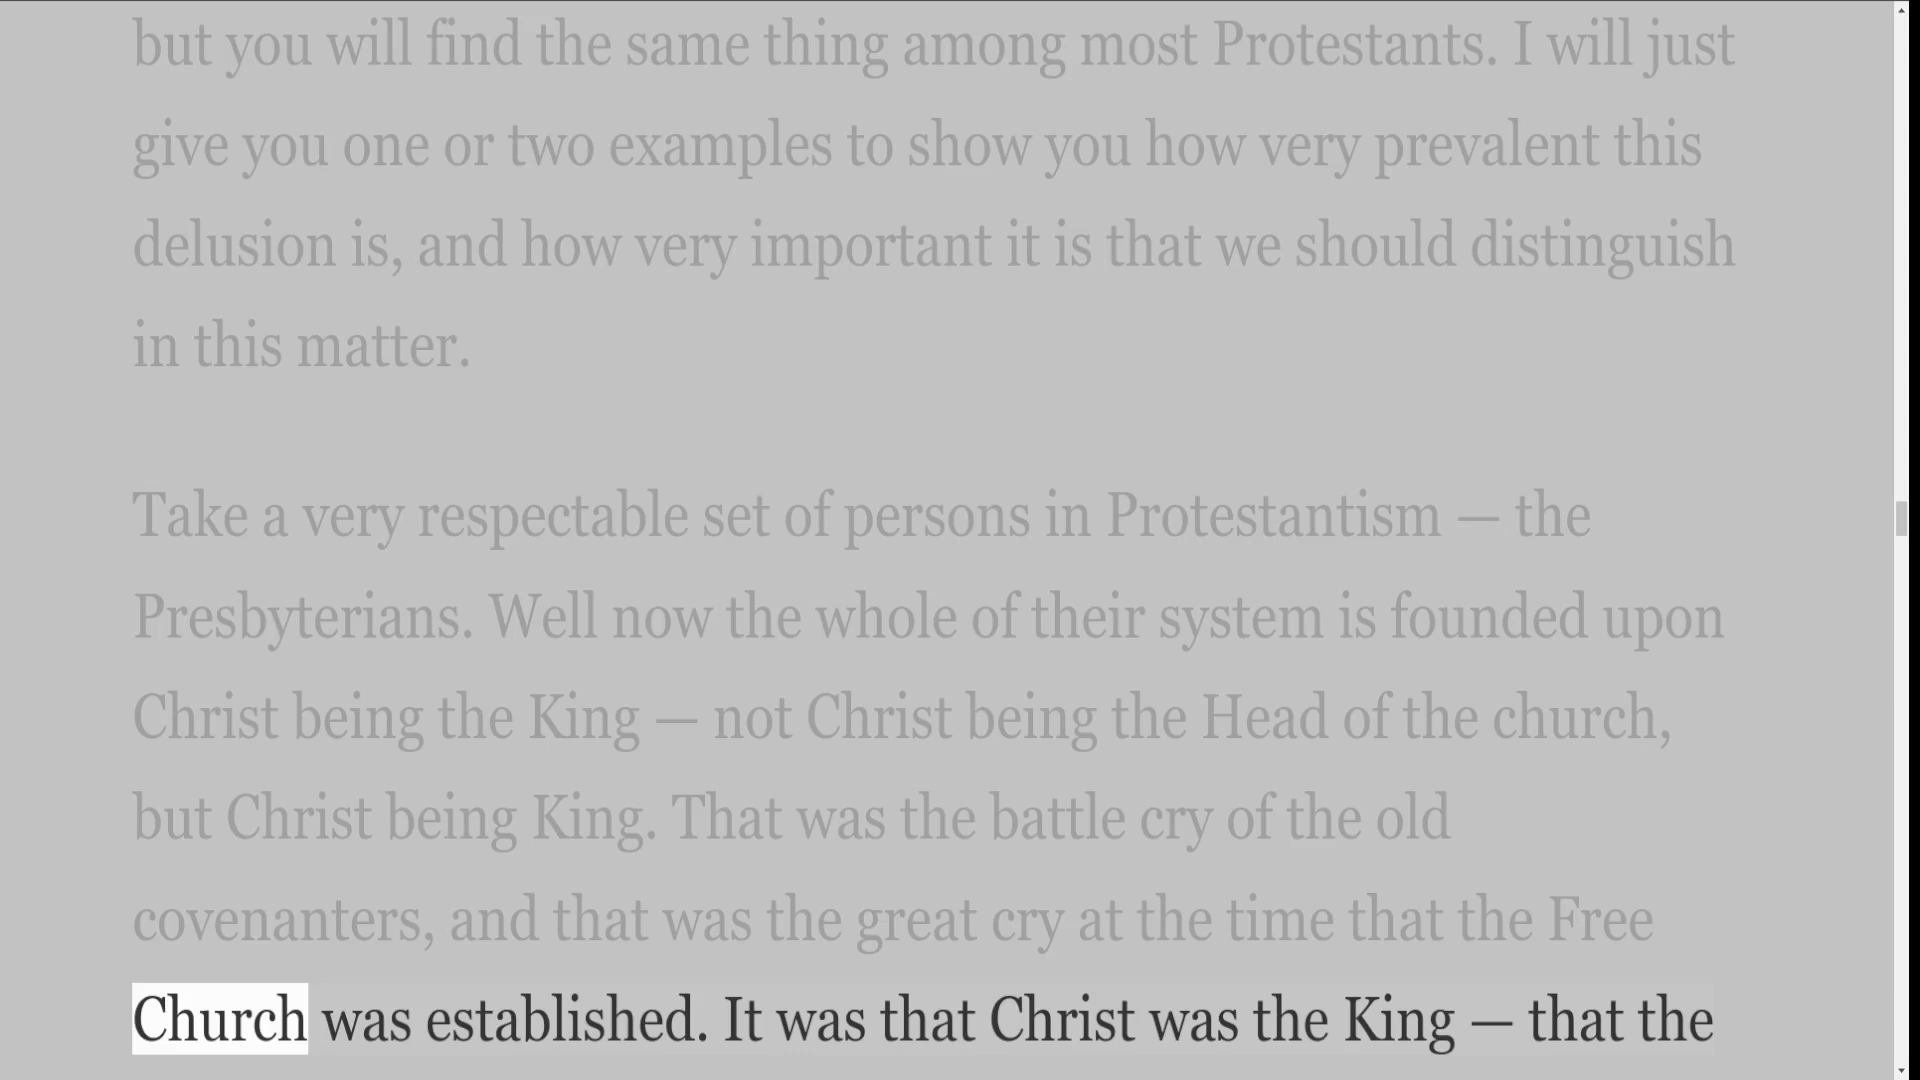 but you will find the same thing among most Protestants. I will just
give you one or two examples to show you how very prevalent this
delusion is, and how very important it is that we should distinguish
in this matter.
Take a very respectable set of persons in Protestantism — the
Presbyterians. Well now the whole of their system is founded upon
Christ being the King — not Christ being the Head of the church,
but Christ being King. That was the battle cry of the old
covenanters, and that was the great cry at the time that the Free
Church was established. It was that Christ was the King — that the